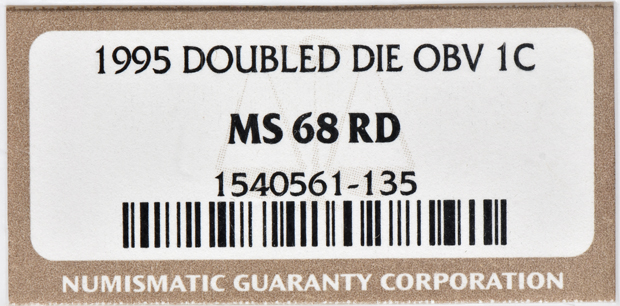 1995 DOUBLED DIE OBV 1C
MS 68 RD
1540561-135
NUMISMATIC GUARANTY CORPORATION